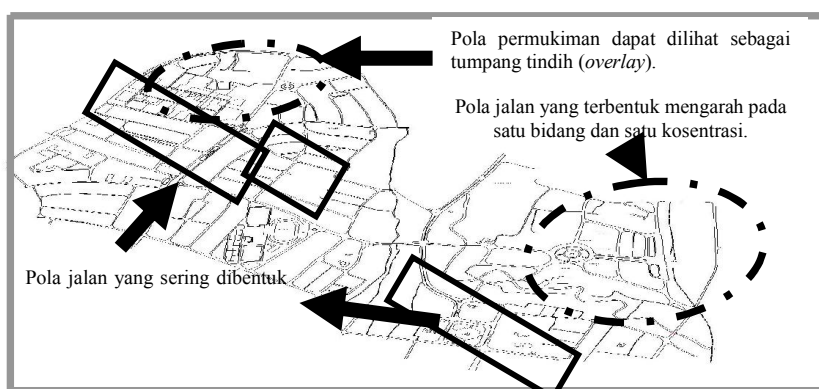 Pola permukiman dapat dilihat sebagai
tumpang tindih (overlay).
Pola jalan yang terbentuk mengarah pada
satu bidang dan satu kosentrasi.
Pola jalan yang sering dibentuk